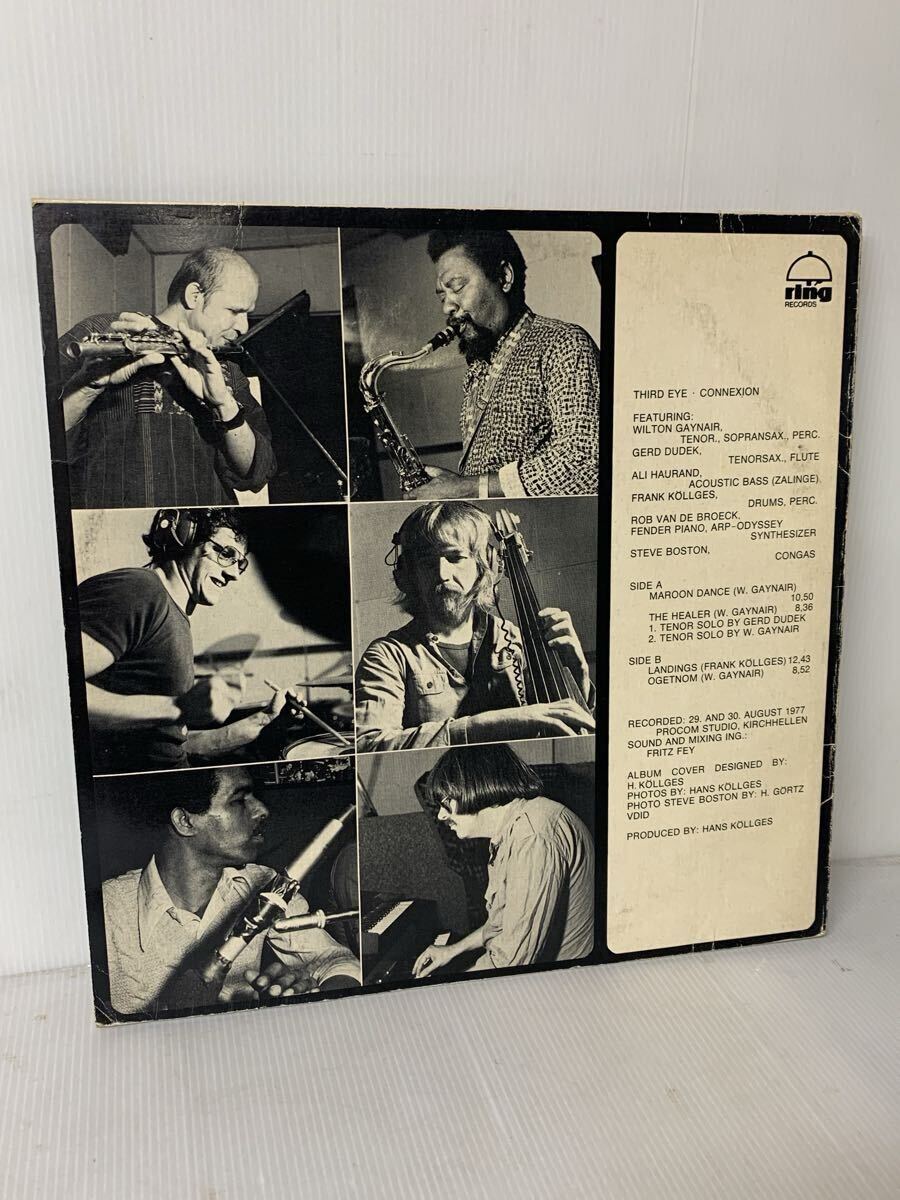 ring
RECORDS
THIRD EYE · CONNEXION
FEATURING:
WILTON GAYNAIR,
TENOR., SOPRANSAX., PERC.
GERD DUDEK,
TENORSAX., FLUTE
ALI HAURAND,
ACOUSTIC BASS (ZALINGE)
FRANK KÖLLGES,
DRUMS, PERC.
ROB VAN DE BROECK,
FENDER PIANO, ARP-ODYSSEY
SYNTHESIZER
STEVE BOSTON,
CONGAS
SIDE A
MAROON DANCE (W. GAYNAIR)
10,50
THE HEALER (W. GAYNAIR) 8,36
1. TENOR SOLO BY GERD DUDEK
2. TENOR SOLO BY W. GAYNAIR
SIDE B
LANDINGS (FRANK KÖLLGES) 12,43
OGETNOM (W. GAYNAIR) 8,52
RECORDED: 29. AND 30. AUGUST 1977
PROCOM STUDIO, KIRCHHELLEN
SOUND AND MIXING ING.:
FRITZ FEY
ALBUM COVER DESIGNED BY:
H. KÖLLGES
PHOTOS BY: HANS KÖLLGES
PHOTO STEVE BOSTON BY: H. GÖRTZ
VDID
PRODUCED BY: HANS KÖLLGES